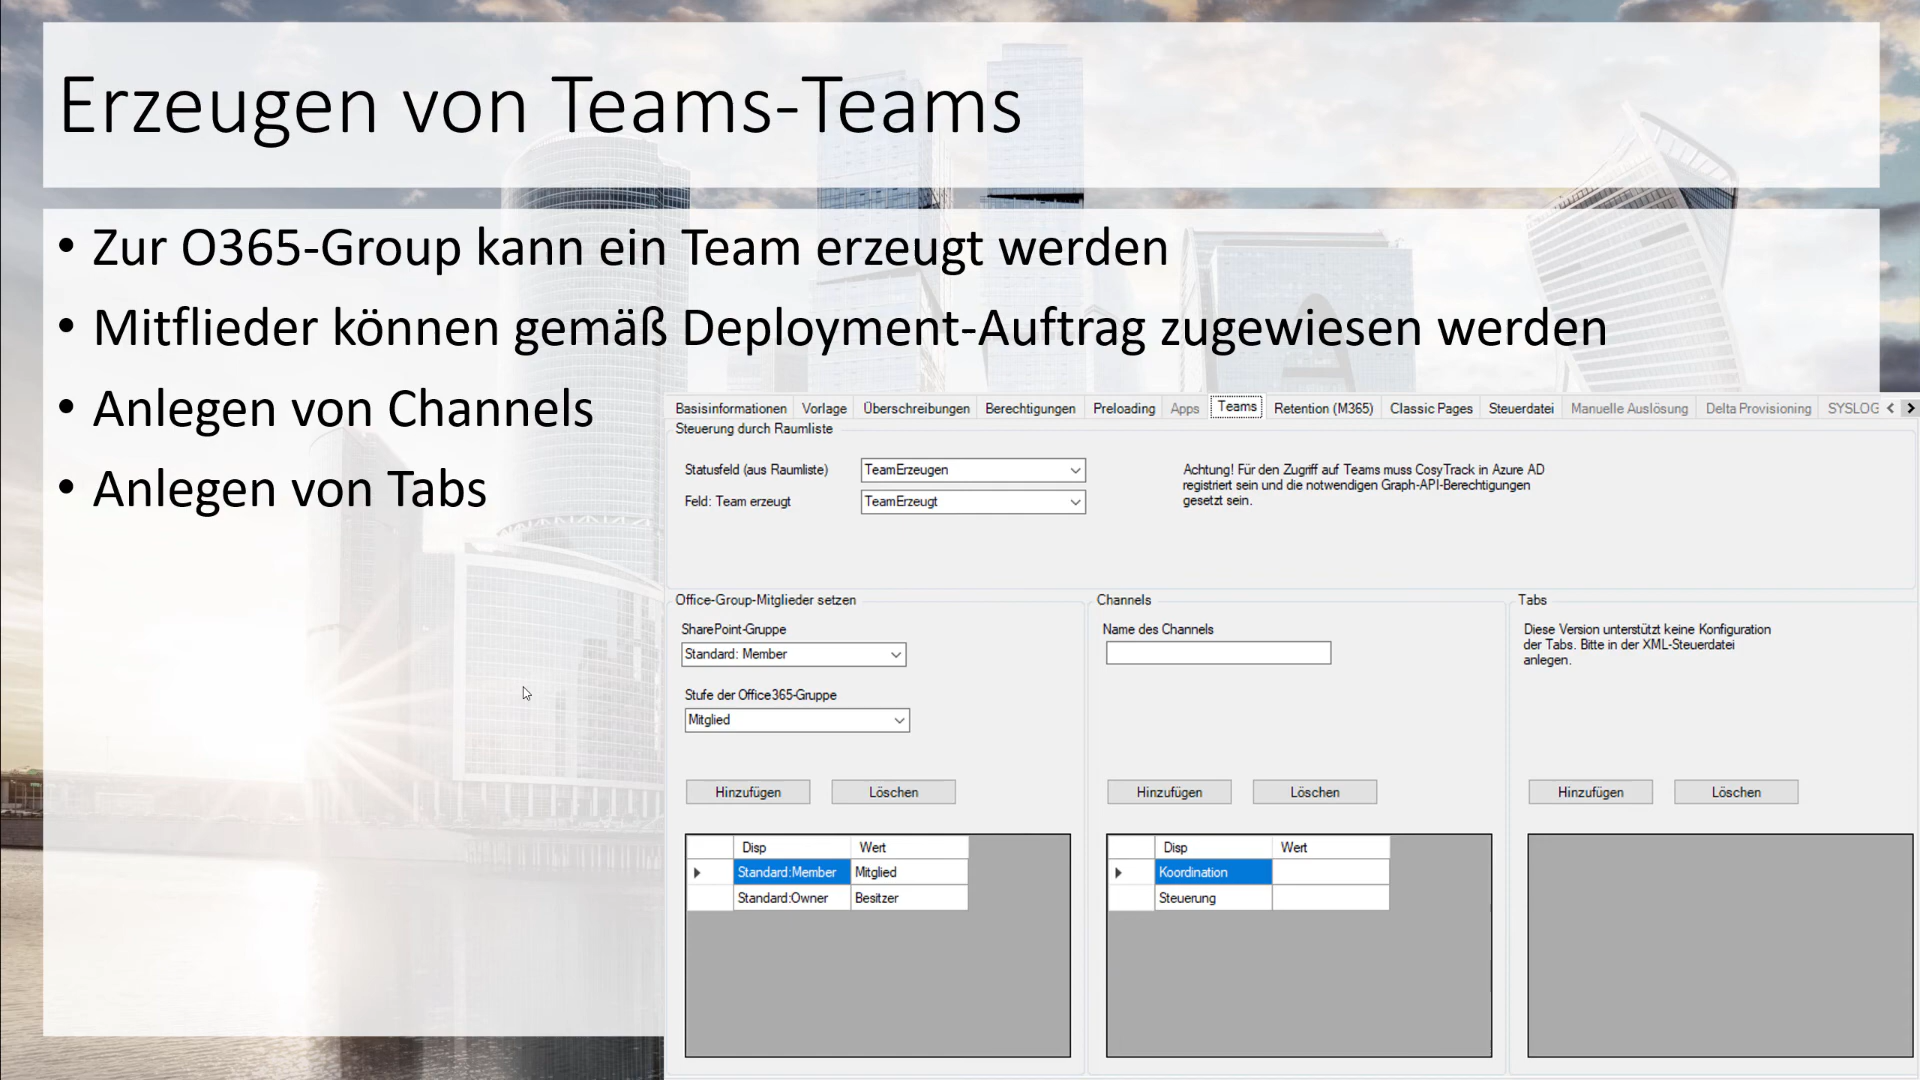 Erzeugen von Teams-Teams
• Zur O365-Group kann ein Team erzeugt werden
• Mitflieder können gemäß Deployment-Auftrag zugewiesen werden
• Anlegen von Channels
• Anlegen von Tabs
Basisinformationen Vorlage Überschreibungen Berechtigungen Preloading Apps Teams Retention (M365) Classic Pages Steuerdatei Manuelle Auslösung Delta Provisioning SYSLOG
Steuerung durch Raumliste
Statusfeld (aus Raumliste) TeamErzeugen
Feld: Team erzeugt TeamErzeugt
Achtung! Für den Zugriff auf Teams muss CosyTrack in Azure AD
registriert sein und die notwendigen Graph-API-Berechtigungen
gesetzt sein.
Office-Group-Mitglieder setzen
SharePoint-Gruppe
Standard: Member
Stufe der Office365-Gruppe
Mitglied
Hinzufügen Löschen
Disp Wert
Standard:Member Mitglied
Standard:Owner Besitzer
Channels
Name des Channels
Hinzufügen Löschen
Disp Wert
Koordination
Steuerung
Tabs
Diese Version unterstützt keine Konfiguration
der Tabs. Bitte in der XML-Steuerdatei
anlegen.
Hinzufügen Löschen